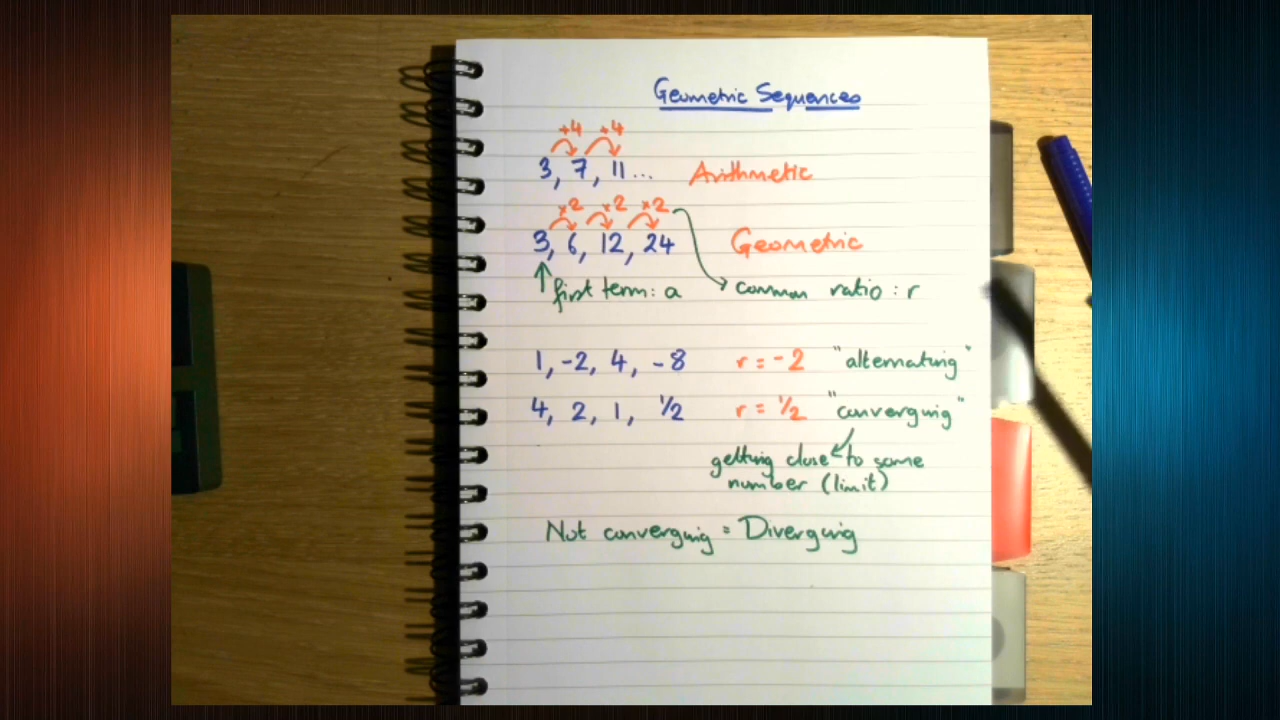 Geometric Sequences
+4 +4
3, 7, 11... Arithmetic
×2 ×2 ×2
3, 6, 12, 24 Geometric
first term: a common ratio: r
1, -2, 4, -8 r = -2 "alternating"
4, 2, 1, 1/2 r = 1/2 "converging"
getting close to some
number (limit)
Not converging = Diverging